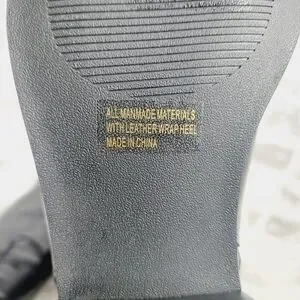 ALL MANMADE MATERIALS
WITH LEATHER WRAP HEEL
MADE IN CHINA